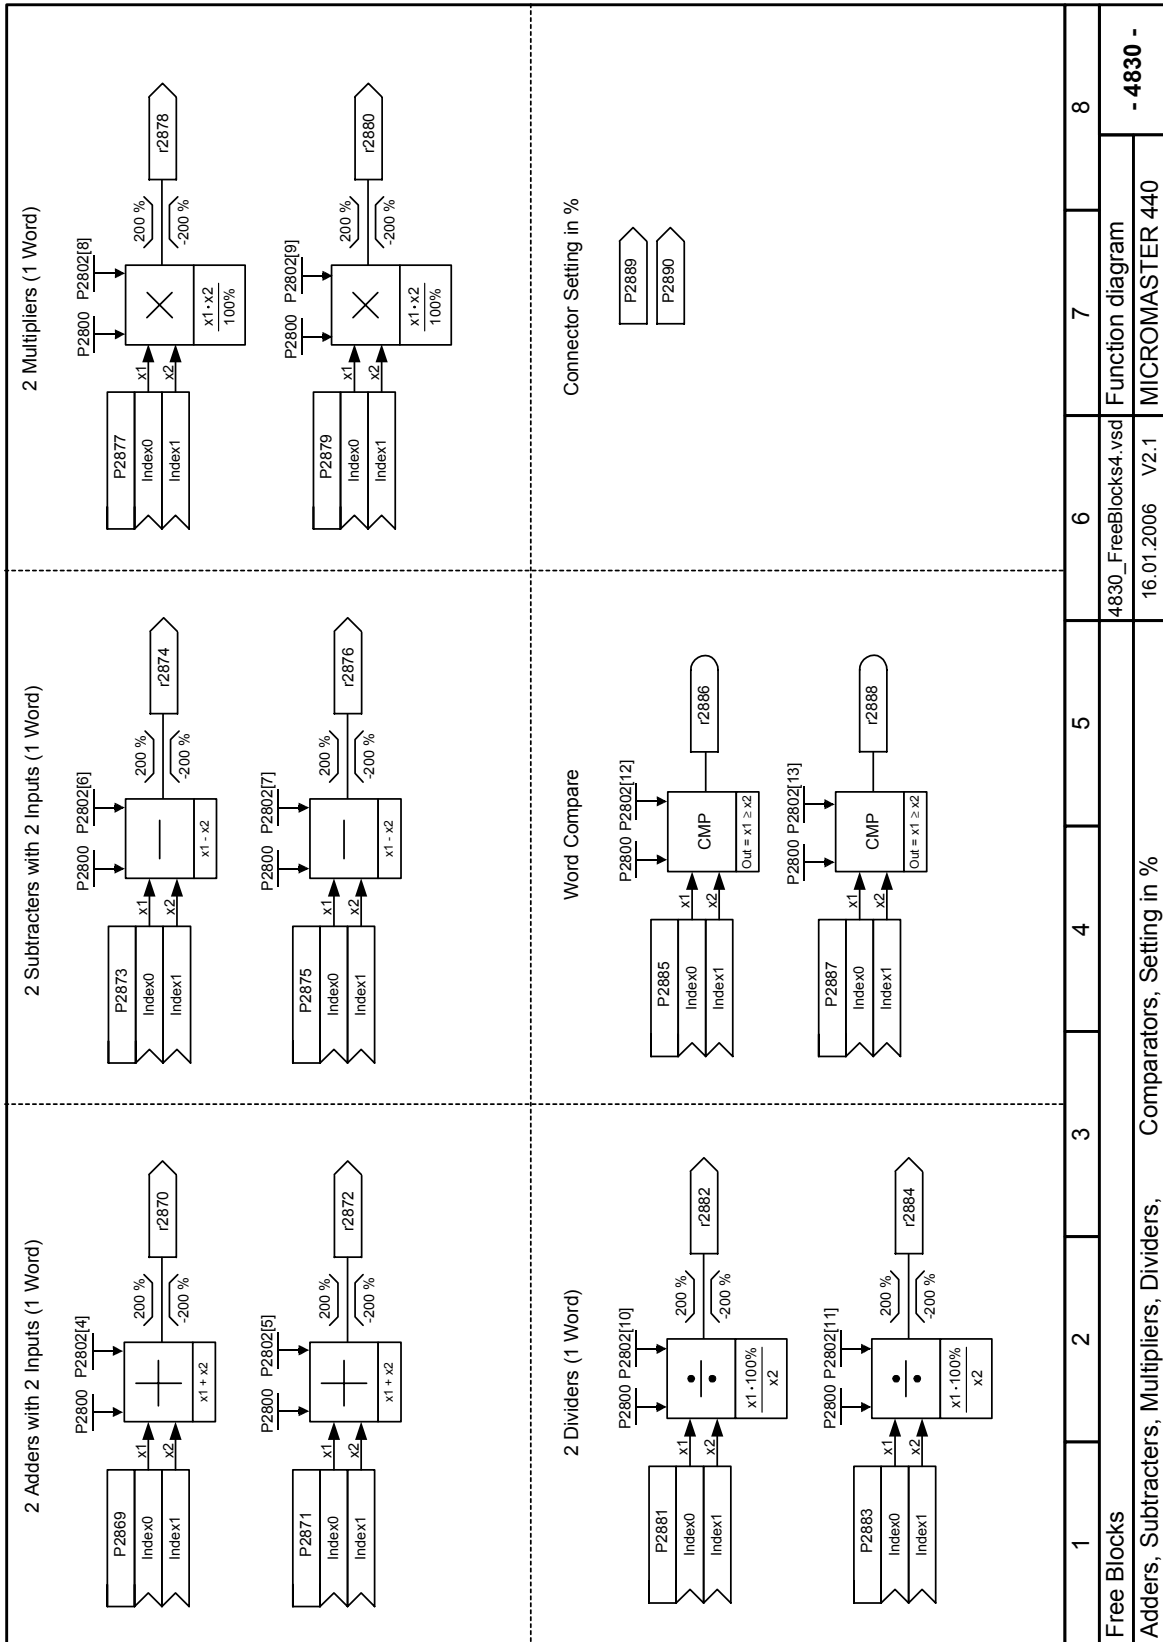 2 Adders with 2 Inputs (1 Word)
P2800 P2802[4]
P2869
Index0
Index1
x1
x2
x1 + x2
200 %
-200 %
r2870
P2800 P2802[5]
P2871
Index0
Index1
x1
x2
x1 + x2
200 %
-200 %
r2872
2 Subtracters with 2 Inputs (1 Word)
P2800 P2802[6]
P2873
Index0
Index1
x1
x2
x1 - x2
200 %
-200 %
r2874
P2800 P2802[7]
P2875
Index0
Index1
x1
x2
x1 - x2
200 %
-200 %
r2876
2 Multipliers (1 Word)
P2800 P2802[8]
P2877
Index0
Index1
x1
x2
x1·x2
100%
200 %
-200 %
r2878
P2800 P2802[9]
P2879
Index0
Index1
x1
x2
x1·x2
100%
200 %
-200 %
r2880
2 Dividers (1 Word)
P2800 P2802[10]
P2881
Index0
Index1
x1
x2
x1·100%
x2
200 %
-200 %
r2882
P2800 P2802[11]
P2883
Index0
Index1
x1
x2
x1·100%
x2
200 %
-200 %
r2884
Word Compare
P2800 P2802[12]
P2885
Index0
Index1
x1
x2
CMP
Out = x1 ≥ x2
r2886
P2800 P2802[13]
P2887
Index0
Index1
x1
x2
CMP
Out = x1 ≥ x2
r2888
Connector Setting in %
P2889
P2890
1 2 3 4 5 6 7 8
Free Blocks 4830_FreeBlocks4.vsd Function diagram - 4830 -
Adders, Subtracters, Multipliers, Dividers, Comparators, Setting in % 16.01.2006 V2.1 MICROMASTER 440